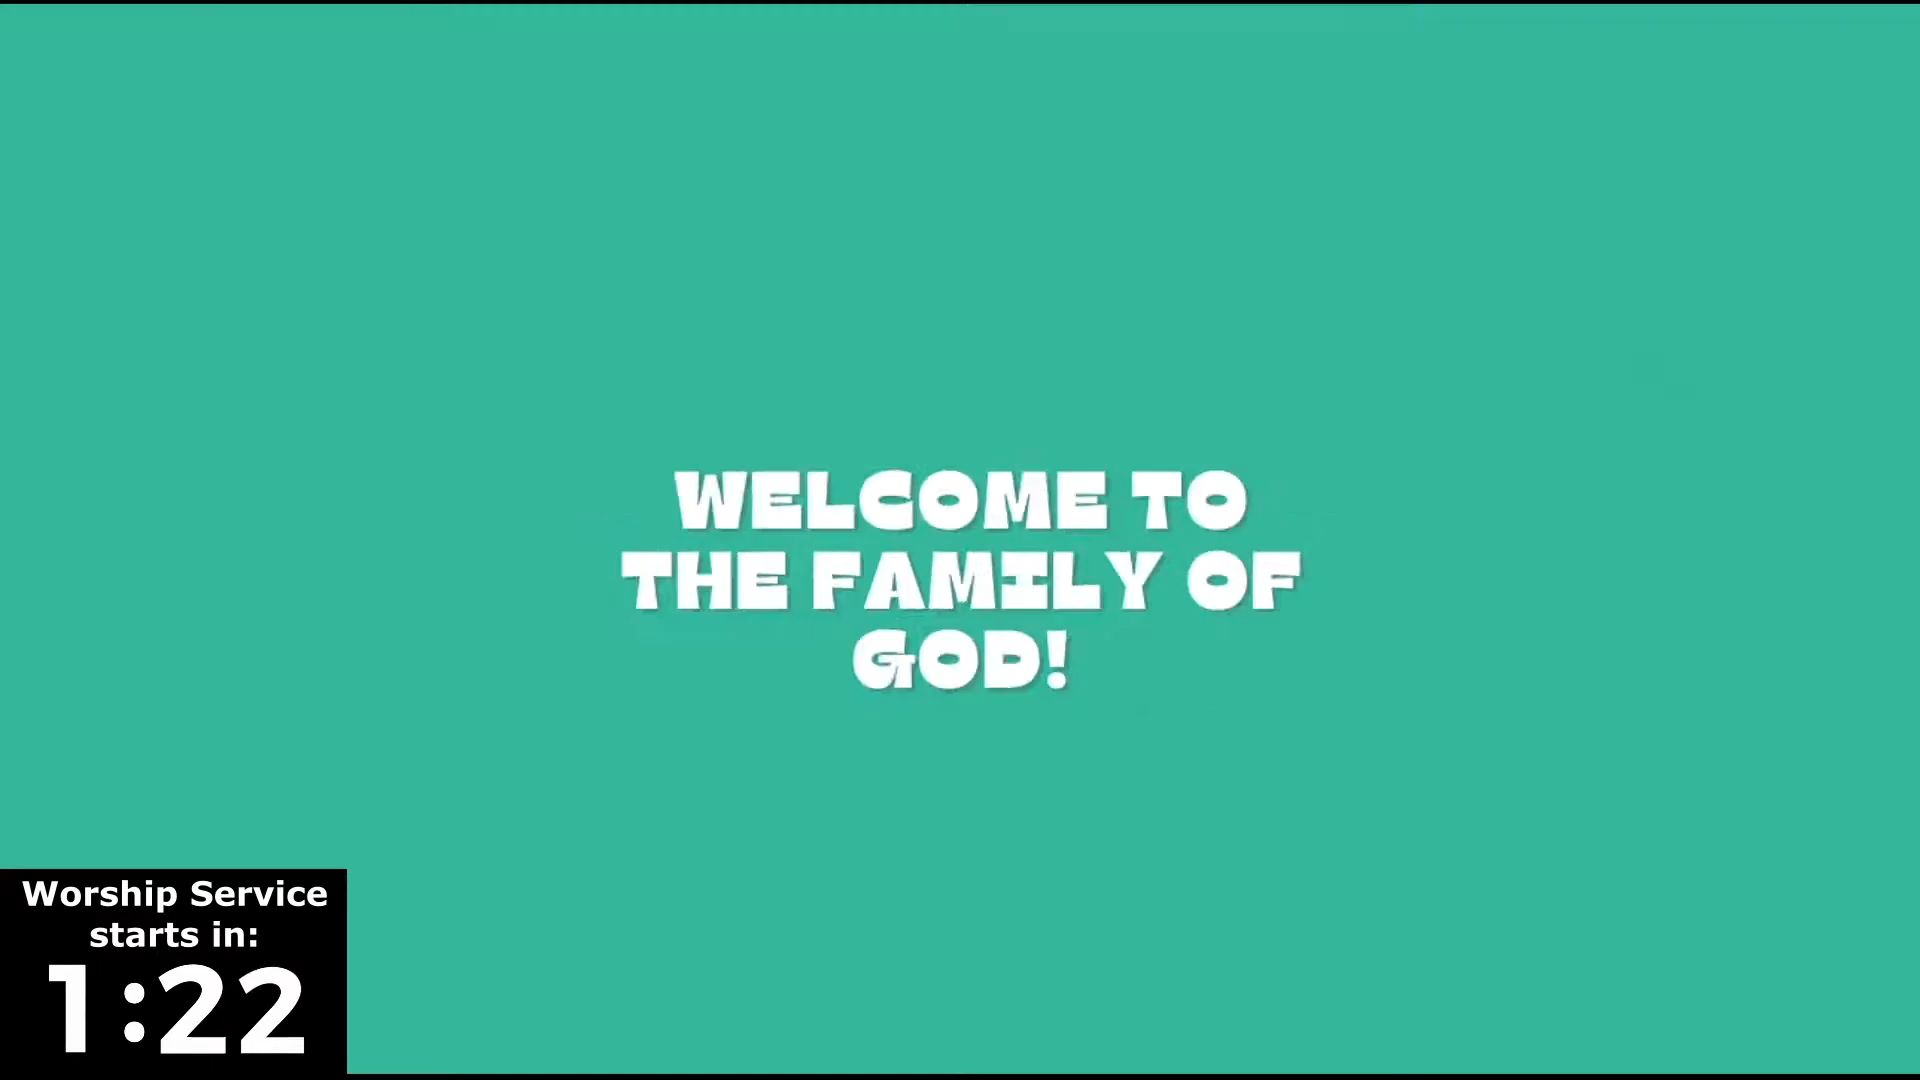 WELCOME TO
THE FAMILY OF
GOD!
Worship Service
starts in:
1:22